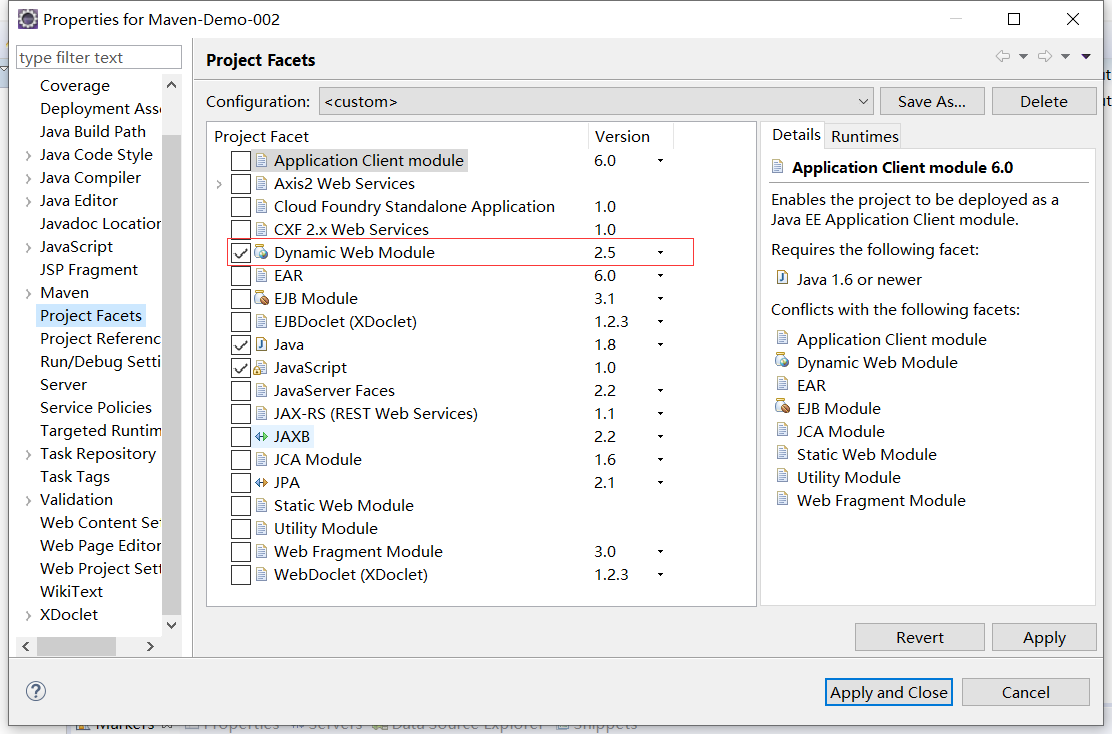 Properties for Maven-Demo-002
type filter text
Coverage
Deployment Asse
Java Build Path
Java Code Style
Java Compiler
Java Editor
Javadoc Location
JavaScript
JSP Fragment
Maven
Project Facets
Project Referenc
Run/Debug Setti
Server
Service Policies
Targeted Runtim
Task Repository
Task Tags
Validation
Web Content Set
Web Page Editor
Web Project Sett
WikiText
XDoclet
Project Facets
Configuration: <custom> Save As... Delete
Project Facet Version
Application Client module 6.0
Axis2 Web Services
Cloud Foundry Standalone Application 1.0
CXF 2.x Web Services 1.0
Dynamic Web Module 2.5
EAR 6.0
EJB Module 3.1
EJBDoclet (XDoclet) 1.2.3
Java 1.8
JavaScript 1.0
JavaServer Faces 2.2
JAX-RS (REST Web Services) 1.1
JAXB 2.2
JCA Module 1.6
JPA 2.1
Static Web Module
Utility Module
Web Fragment Module 3.0
WebDoclet (XDoclet) 1.2.3
Details Runtimes
Application Client module 6.0
Enables the project to be deployed as a
Java EE Application Client module.
Requires the following facet:
Java 1.6 or newer
Conflicts with the following facets:
Application Client module
Dynamic Web Module
EAR
EJB Module
JCA Module
Static Web Module
Utility Module
Web Fragment Module
Revert Apply
Apply and Close Cancel
Markers Properties Servers Data Source Explorer Snippets